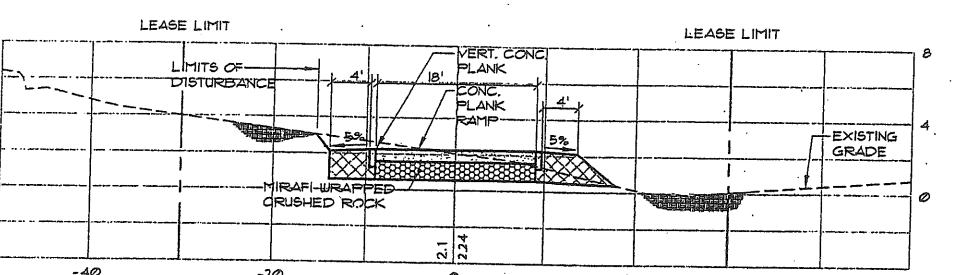 LEASE LIMIT
LEASE LIMIT
8
LIMITS OF
DISTURBANCE
4'
18'
VERT. CONC.
PLANK
CONC.
PLANK
RAMP
4'
4
5%
5%
EXISTING
GRADE
MIRAFI-WRAPPED
CRUSHED ROCK
0
2.1
2.24
-40
-20
0